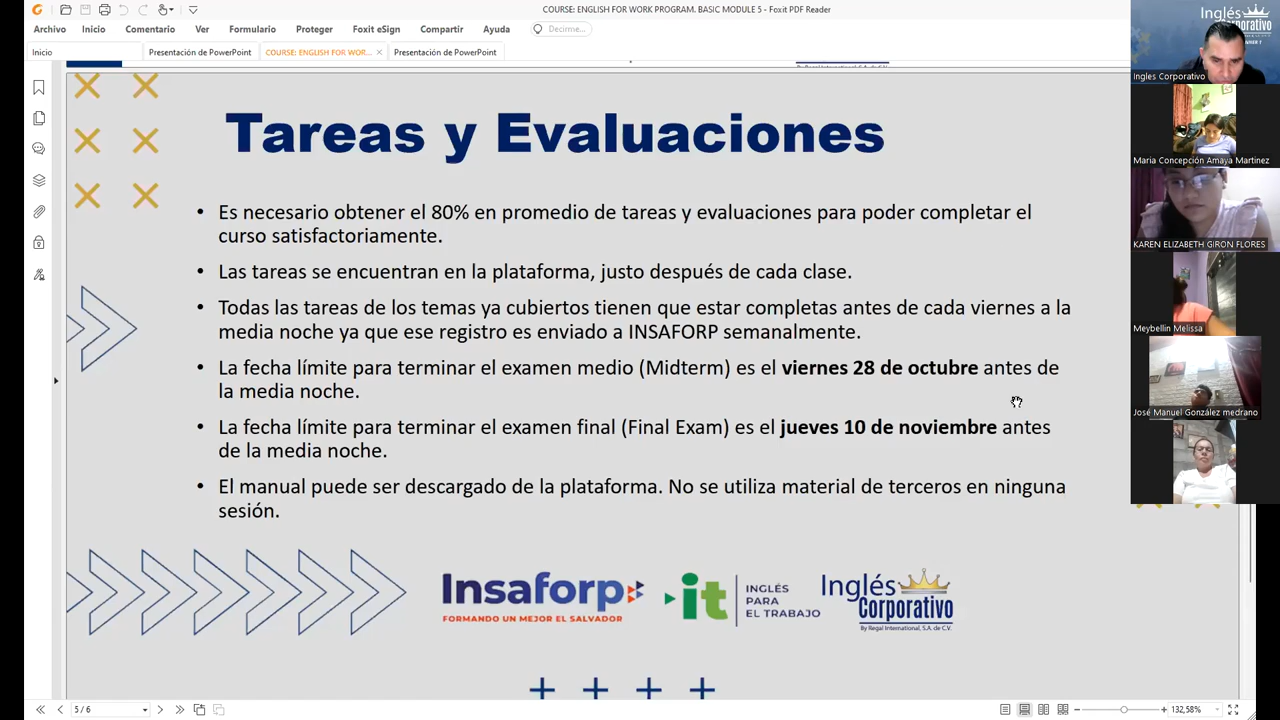 COURSE: ENGLISH FOR WORK PROGRAM. BASIC MODULE 5 - Foxit PDF Reader
Archivo Inicio Comentario Ver Formulario Proteger Foxit eSign Compartir Ayuda Decirme...
Inicio Presentación de PowerPoint COURSE: ENGLISH FOR WOR... Presentación de PowerPoint
Tareas y Evaluaciones
• Es necesario obtener el 80% en promedio de tareas y evaluaciones para poder completar el
curso satisfactoriamente.
• Las tareas se encuentran en la plataforma, justo después de cada clase.
• Todas las tareas de los temas ya cubiertos tienen que estar completas antes de cada viernes a la
media noche ya que ese registro es enviado a INSAFORP semanalmente.
• La fecha límite para terminar el examen medio (Midterm) es el viernes 28 de octubre antes de
la media noche.
• La fecha límite para terminar el examen final (Final Exam) es el jueves 10 de noviembre antes
de la media noche.
• El manual puede ser descargado de la plataforma. No se utiliza material de terceros en ninguna
sesión.
Insaforp
FORMANDO UN MEJOR EL SALVADOR
it
INGLÉS
PARA
EL TRABAJO
Inglés
Corporativo
By Regal International, S.A. de C.V.
5 / 6
132,58%
Inglés
Corporativo
Ingles Corporativo
Maria Concepción Amaya Martinez
KAREN ELIZABETH GIRON FLORES
Meybellin Melissa
José Manuel González medrano